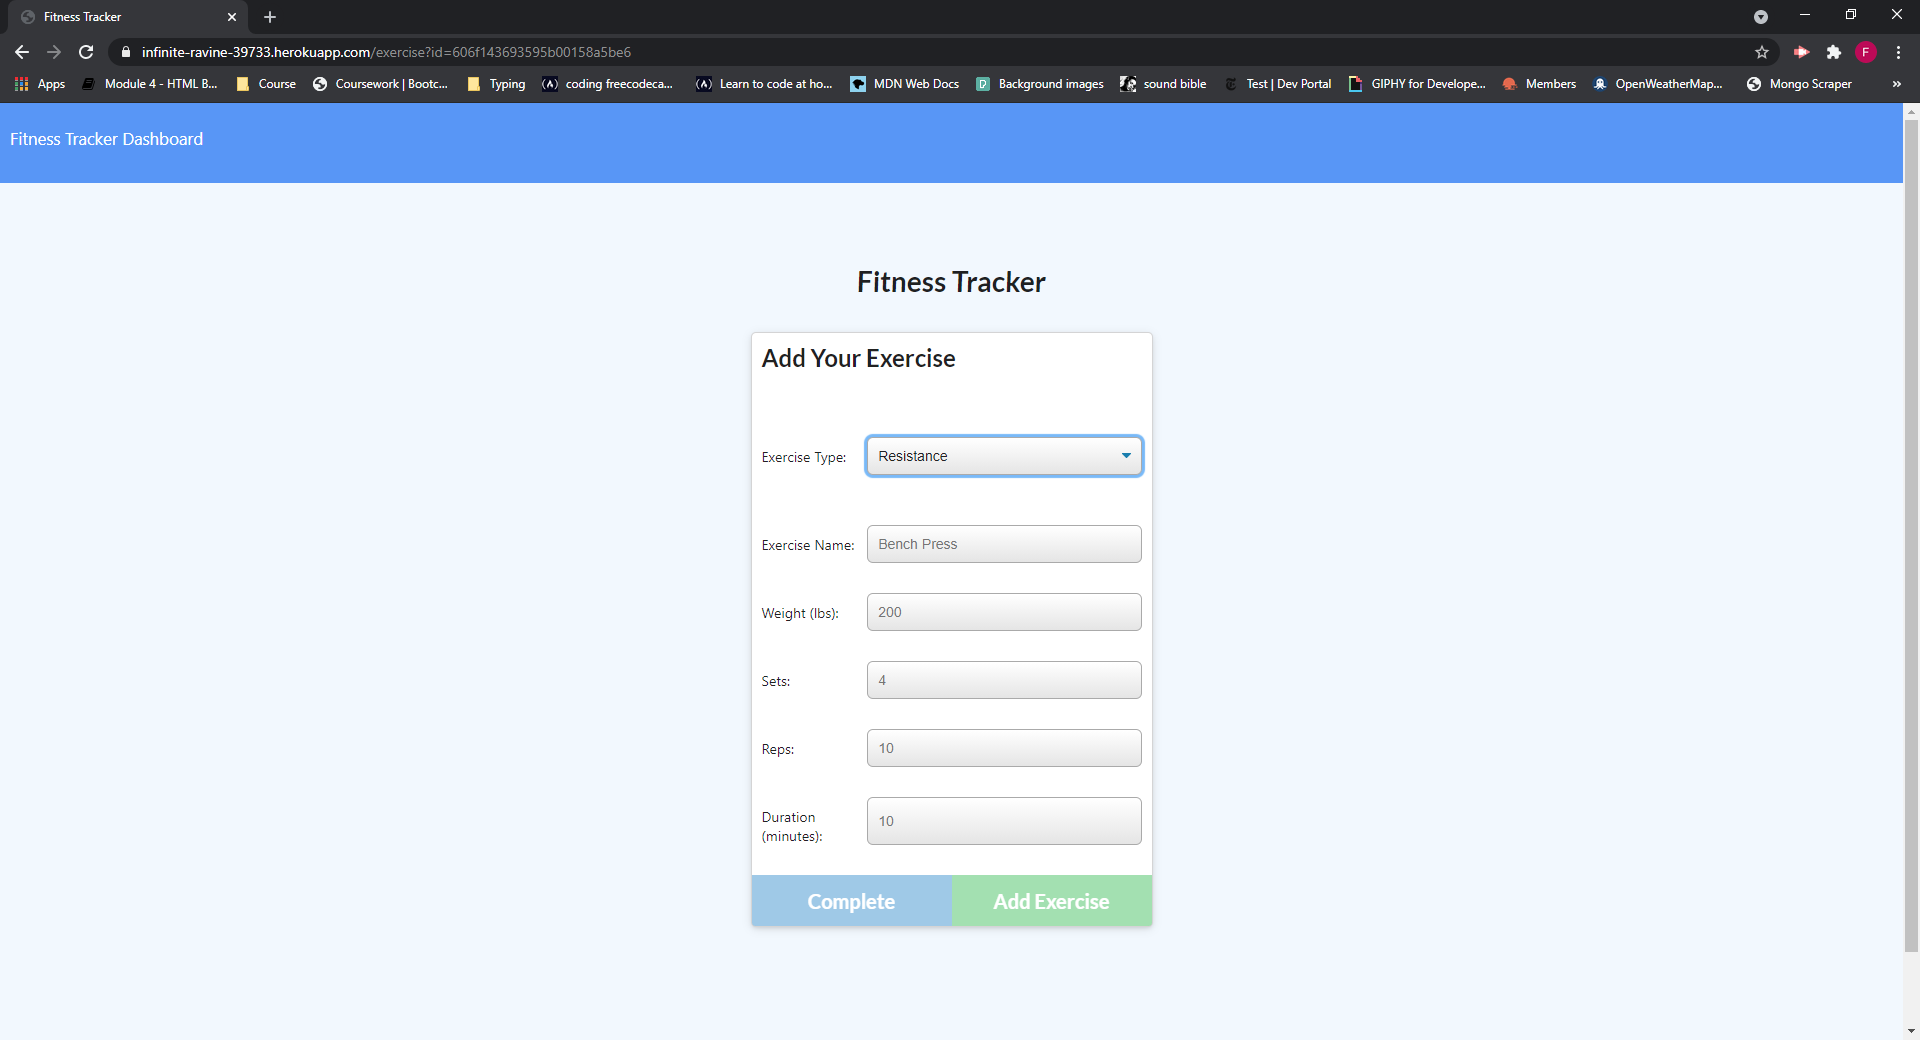 Fitness Tracker
infinite-ravine-39733.herokuapp.com/exercise?id=606f143693595b00158a5be6
F
Apps Module 4 - HTML B... Course Coursework | Bootc... Typing coding freecodeca... Learn to code at ho... MDN Web Docs Background images sound bible Test | Dev Portal GIPHY for Develope... Members OpenWeatherMap... Mongo Scraper »
Fitness Tracker Dashboard
Fitness Tracker
Add Your Exercise
Exercise Type: Resistance
Exercise Name: Bench Press
Weight (lbs): 200
Sets: 4
Reps: 10
Duration
(minutes): 10
Complete Add Exercise